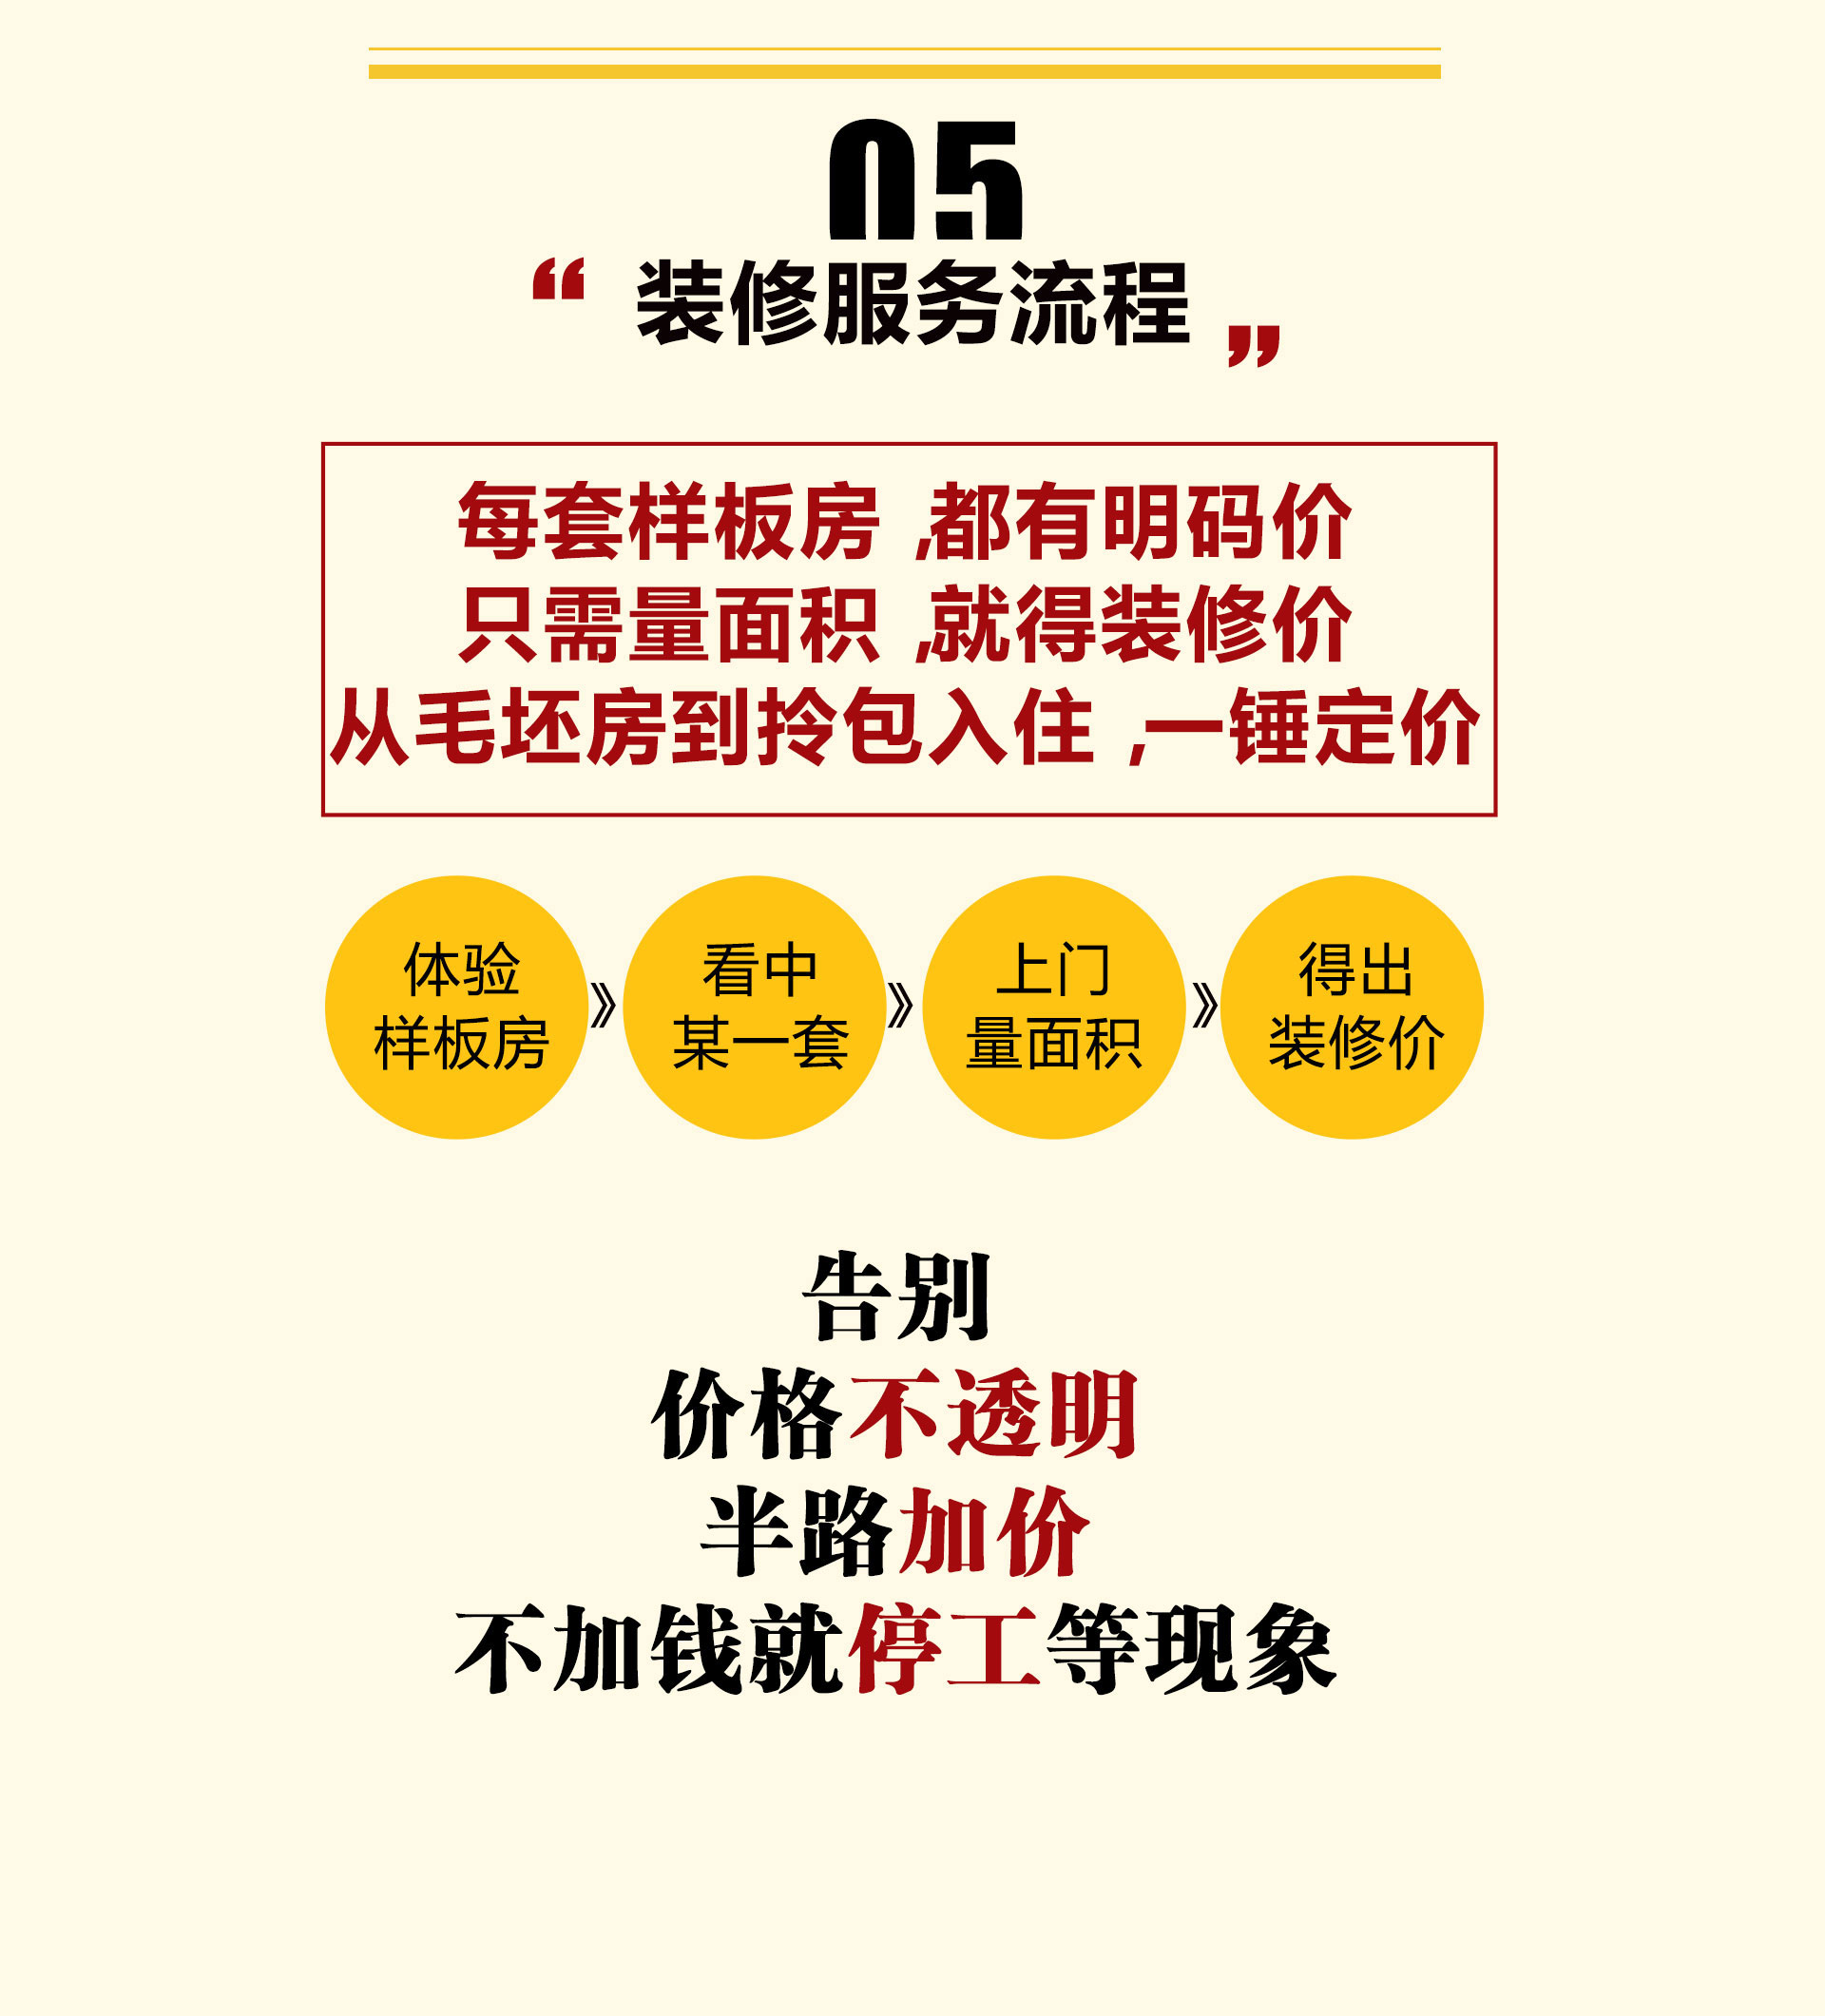 05
“ 装修服务流程 ”
每套样板房,都有明码价
只需量面积,就得装修价
从毛坯房到拎包入住,一锤定价
体验
样板房
》
看中
某一套
》
上门
量面积
》
得出
装修价
告别
价格不透明
半路加价
不加钱就停工等现象